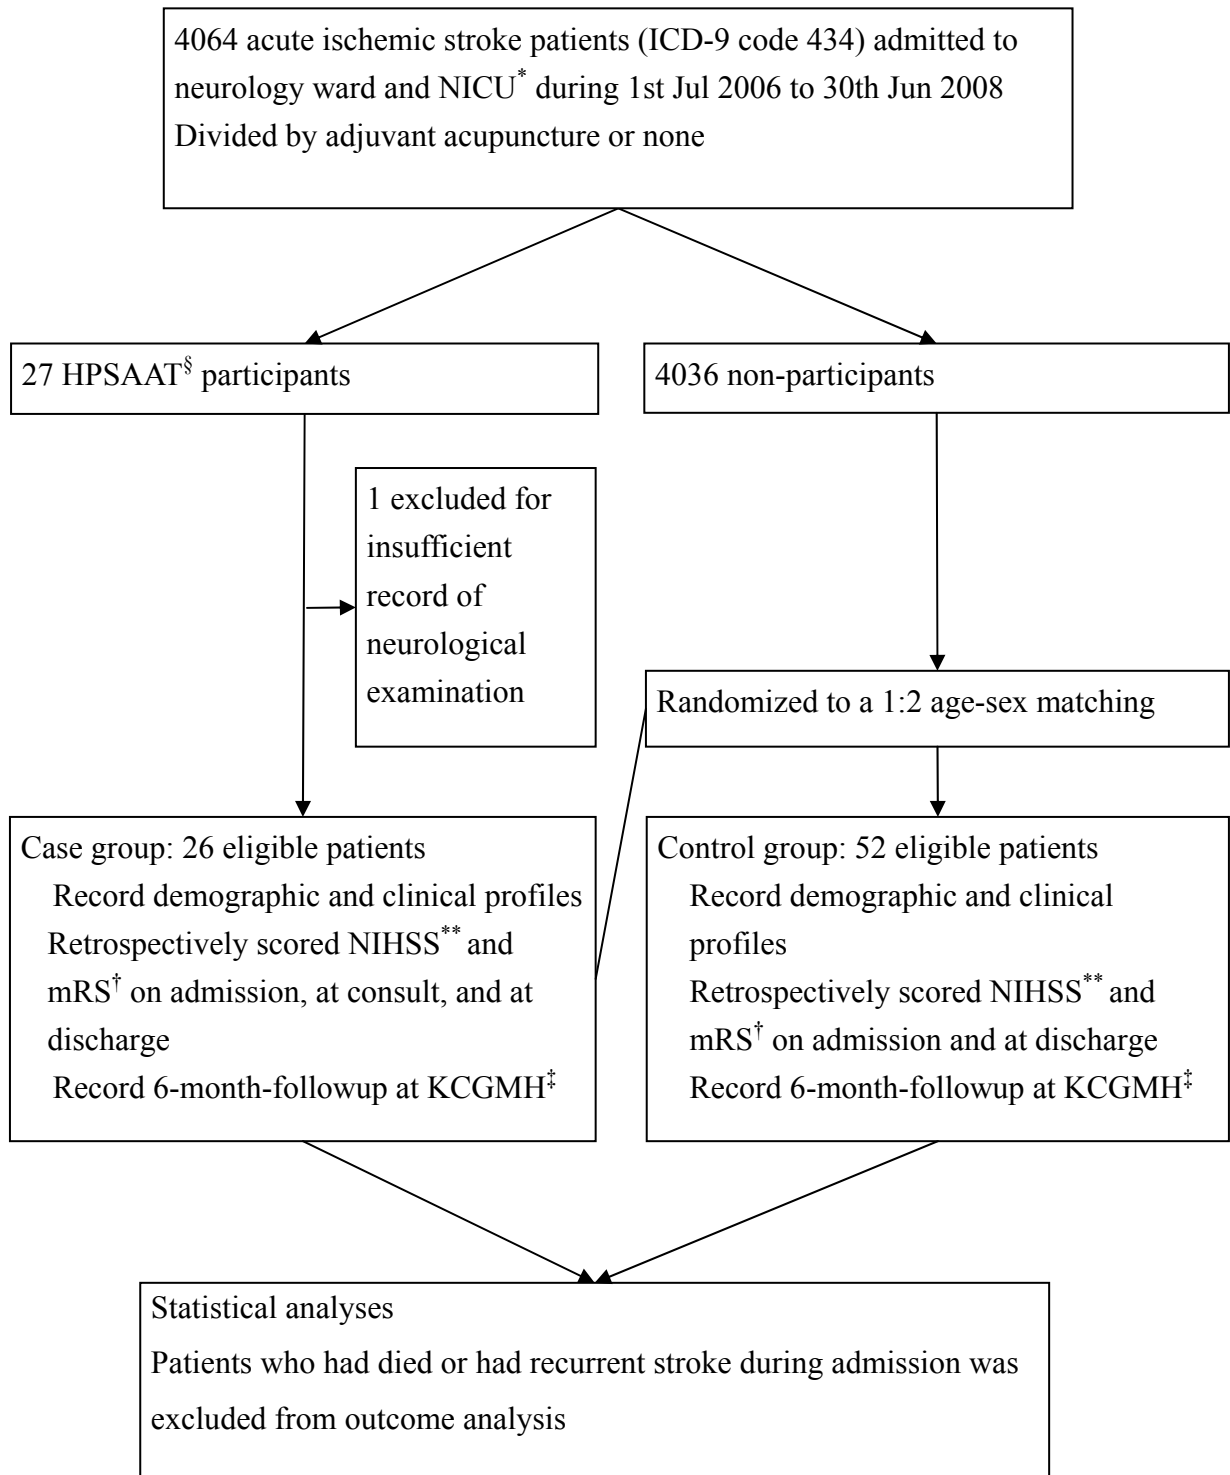 4064 acute ischemic stroke patients (ICD-9 code 434) admitted to
neurology ward and NICU* during 1st Jul 2006 to 30th Jun 2008
Divided by adjuvant acupuncture or none
27 HPSAAT§ participants
4036 non-participants
1 excluded for
insufficient
record of
neurological
examination
Randomized to a 1:2 age-sex matching
Case group: 26 eligible patients
Record demographic and clinical profiles
Retrospectively scored NIHSS** and
mRS† on admission, at consult, and at
discharge
Record 6-month-followup at KCGMH‡
Control group: 52 eligible patients
Record demographic and clinical
profiles
Retrospectively scored NIHSS** and
mRS† on admission and at discharge
Record 6-month-followup at KCGMH‡
Statistical analyses
Patients who had died or had recurrent stroke during admission was
excluded from outcome analysis